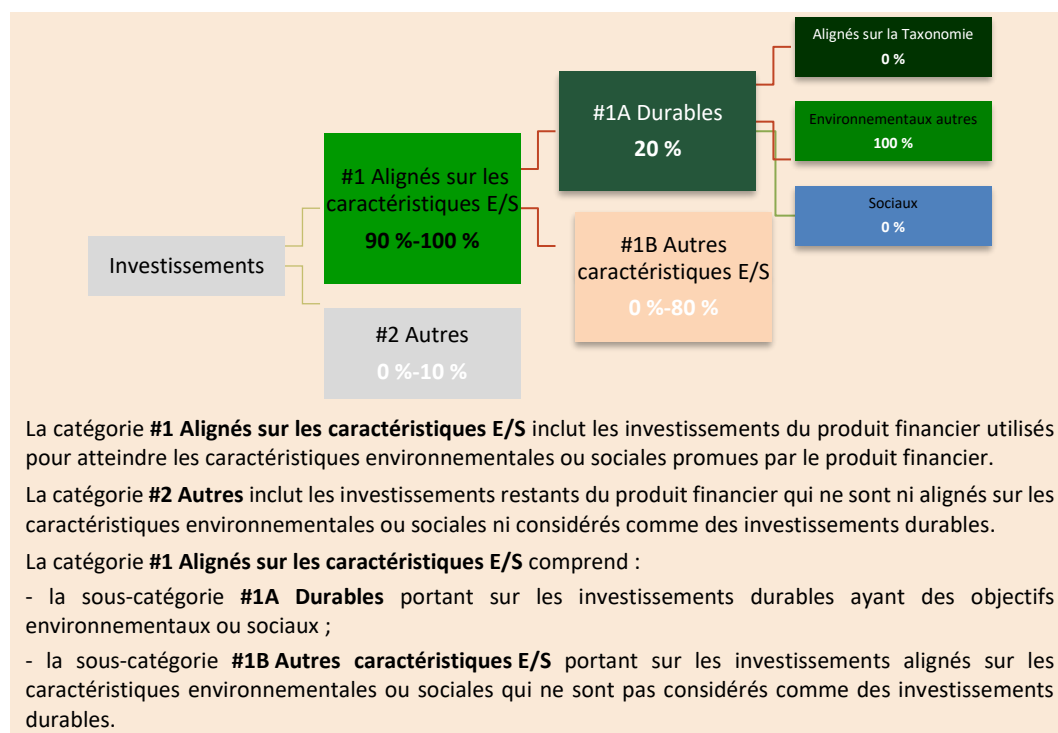 Alignés sur la Taxonomie
0 %
#1A Durables
20 %
Environnementaux autres
100 %
#1 Alignés sur les
caractéristiques E/S
90 %-100 %
Sociaux
0 %
Investissements
#1B Autres
caractéristiques E/S
0 %-80 %
#2 Autres
0 %-10 %
La catégorie #1 Alignés sur les caractéristiques E/S inclut les investissements du produit financier utilisés
pour atteindre les caractéristiques environnementales ou sociales promues par le produit financier.
La catégorie #2 Autres inclut les investissements restants du produit financier qui ne sont ni alignés sur les
caractéristiques environnementales ou sociales ni considérés comme des investissements durables.
La catégorie #1 Alignés sur les caractéristiques E/S comprend :
- la sous-catégorie #1A Durables portant sur les investissements durables ayant des objectifs
environnementaux ou sociaux ;
- la sous-catégorie #1B Autres caractéristiques E/S portant sur les investissements alignés sur les
caractéristiques environnementales ou sociales qui ne sont pas considérés comme des investissements
durables.